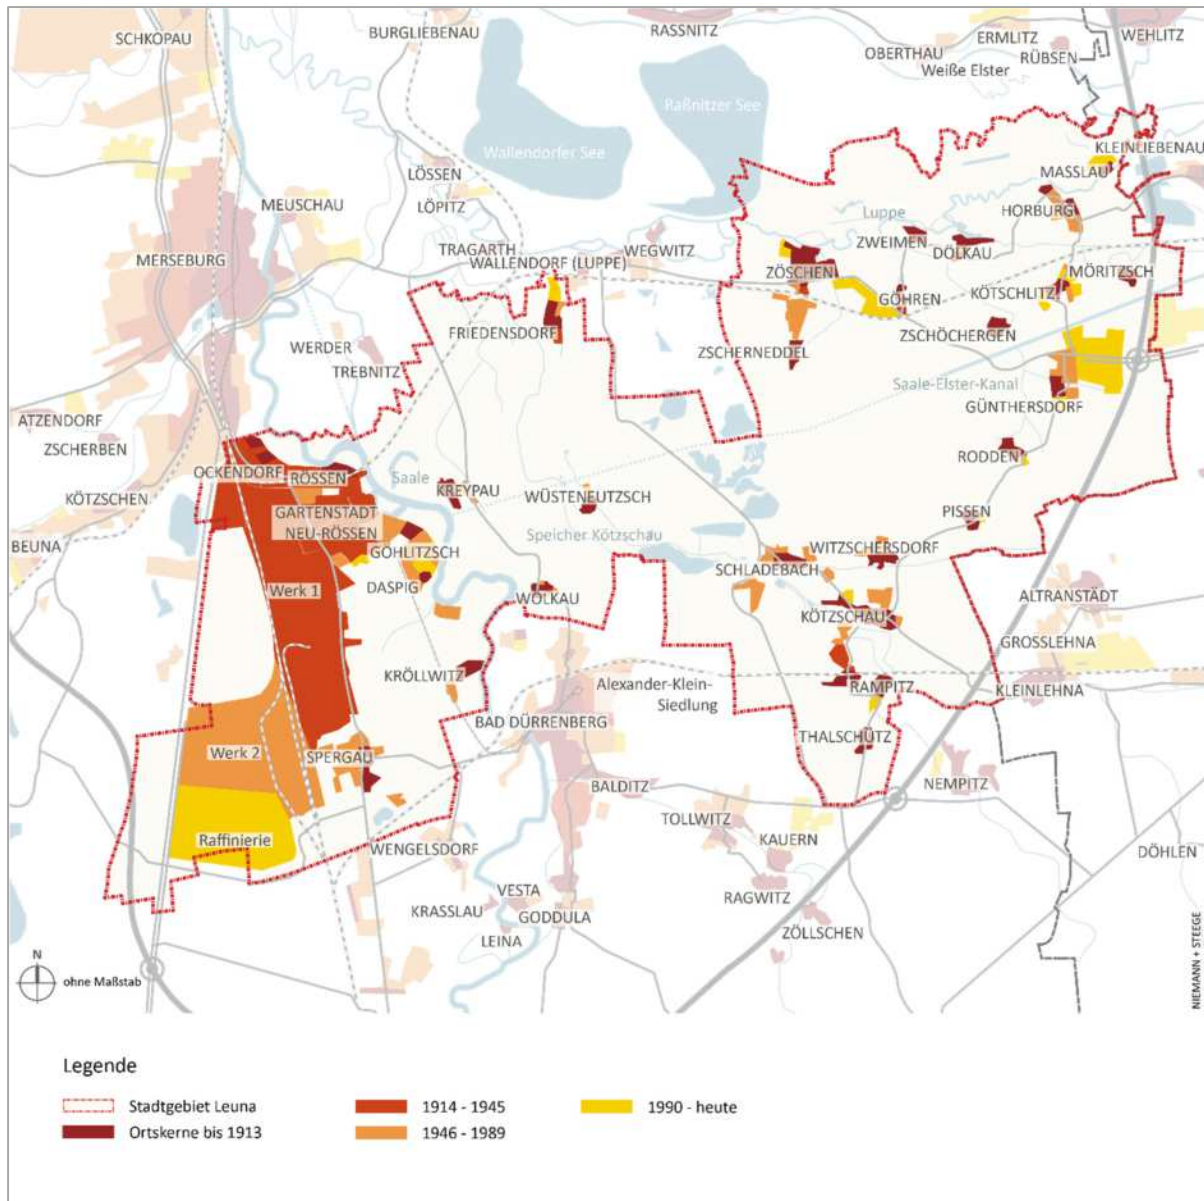 SCHKOPAU
BURGLIEBENAU
RASSNITZ
OBERTHAU
ERMLITZ
WEHLITZ
RÜBSEN
Weiße Elster
Raßnitzer See
Wallendorfer See
KLEINLIEBENAU
MASSLAU
LÖSSEN
LÖPITZ
MEUSCHAU
HORBURG
Luppe
ZWEIMEN
DÖLKAU
TRAGARTH
WEGWITZ
WALLENDORF (LUPPE)
MERSEBURG
ZÖSCHEN
MÖRITZSCH
KÖTSCHLITZ
GÖHREN
FRIEDENSDORF
ZSCHÖCHERGEN
WERDER
TREBNITZ
ZSCHERNEDDEL
Saale-Elster-Kanal
GÜNTHERSDORF
ATZENDORF
ZSCHERBEN
RODDEN
OCKENDORF
RÖSSEN
Saale
KREYPAU
WÜSTENEUTZSCH
KÖTZSCHEN
GARTENSTADT
NEU-RÖSSEN
PISSEN
Speicher Kötzschau
BEUNA
GÖHLITZSCH
WITZSCHERSDORF
SCHLADEBACH
DASPIG
Werk 1
WÖLKAU
ALTRANSTÄDT
KÖTZSCHAU
GROSSLEHNA
KRÖLLWITZ
Alexander-Klein-
Siedlung
RAMPITZ
KLEINLEHNA
BAD DÜRRENBERG
THALSCHÜTZ
Werk 2
SPERGAU
BALDITZ
NEMPITZ
TOLLWITZ
KAUERN
Raffinierie
WENGELSDORF
DÖHLEN
VESTA
RAGWITZ
KRASSLAU
GODDULA
LEINA
ZÖLLSCHEN
N
ohne Maßstab
NIEMANN + STEEGE
Legende
Stadtgebiet Leuna
1914 - 1945
1990 - heute
Ortskerne bis 1913
1946 - 1989